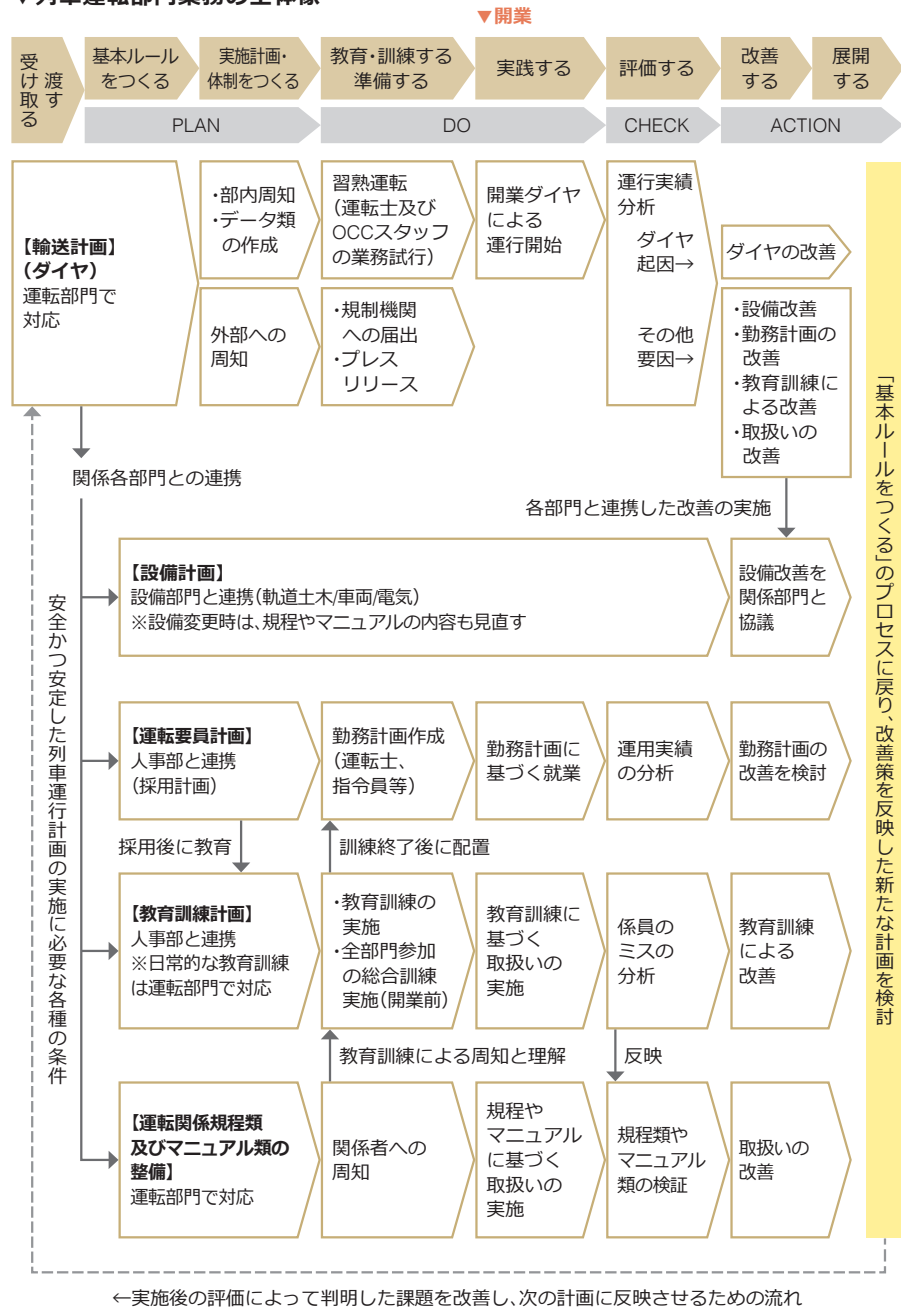 ▼開業
受け取る
渡す
基本ルール
をつくる
実施計画・
体制をつくる
教育・訓練する
準備する
実践する
評価する
改善
する
展開
する
PLAN
DO
CHECK
ACTION
【輸送計画】
(ダイヤ)
運転部門で
対応
・部内周知
・データ類
の作成
外部への
周知
習熟運転
(運転士及び
OCCスタッフ
の業務試行)
・規制機関
への届出
・プレス
リリース
開業ダイヤ
による
運行開始
運行実績
分析
ダイヤ
起因→
その他
要因→
ダイヤの改善
・設備改善
・勤務計画の
改善
・教育訓練に
よる改善
・取扱いの
改善
関係各部門との連携
各部門と連携した改善の実施
【設備計画】
設備部門と連携(軌道土木/車両/電気)
※設備変更時は、規程やマニュアルの内容も見直す
設備改善を
関係部門と
協議
安全かつ安定した列車運行計画の実施に必要な各種の条件
【運転要員計画】
人事部と連携
(採用計画)
勤務計画作成
(運転士、
指令員等)
勤務計画に
基づく就業
運用実績
の分析
勤務計画の
改善を検討
採用後に教育
訓練終了後に配置
【教育訓練計画】
人事部と連携
※日常的な教育訓練
は運転部門で対応
・教育訓練の
実施
・全部門参加
の総合訓練
実施(開業前)
教育訓練に
基づく
取扱いの
実施
係員の
ミスの
分析
教育訓練
による
改善
教育訓練による周知と理解
反映
【運転関係規程類
及びマニュアル類の
整備】
運転部門で対応
関係者への
周知
規程や
マニュアル
に基づく
取扱いの
実施
規程類や
マニュアル
類の検証
取扱いの
改善
「基本ルールをつくる」のプロセスに戻り、改善策を反映した新たな計画を検討
←実施後の評価によって判明した課題を改善し、次の計画に反映させるための流れ